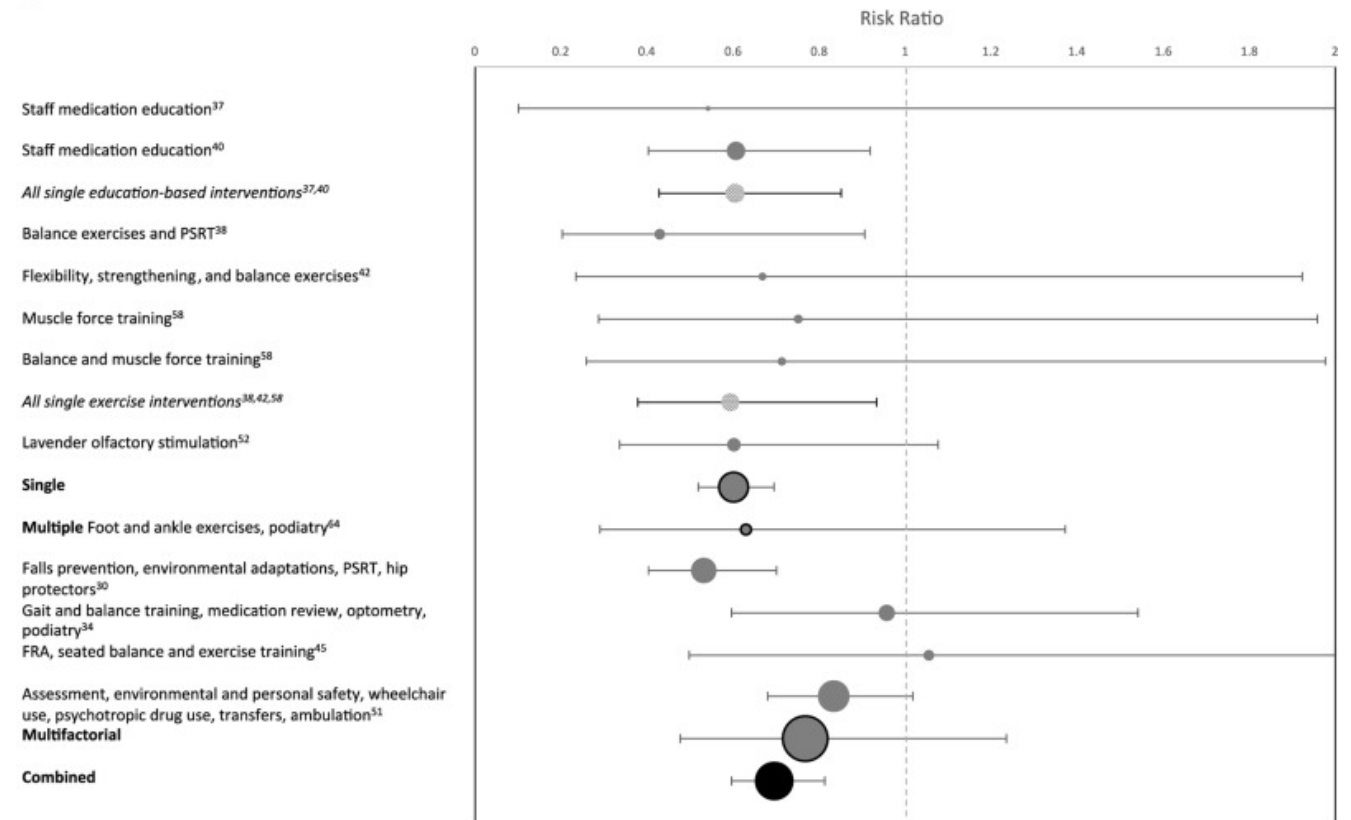 Risk Ratio
0 0.2 0.4 0.6 0.8 1 1.2 1.4 1.6 1.8 2
Staff medication education37
Staff medication education40
All single education-based interventions37,40
Balance exercises and PSRT38
Flexibility, strengthening, and balance exercises42
Muscle force training58
Balance and muscle force training58
All single exercise interventions38,42,58
Lavender olfactory stimulation52
Single
Multiple Foot and ankle exercises, podiatry64
Falls prevention, environmental adaptations, PSRT, hip
protectors30
Gait and balance training, medication review, optometry,
podiatry34
FRA, seated balance and exercise training45
Assessment, environmental and personal safety, wheelchair
use, psychotropic drug use, transfers, ambulation51
Multifactorial
Combined